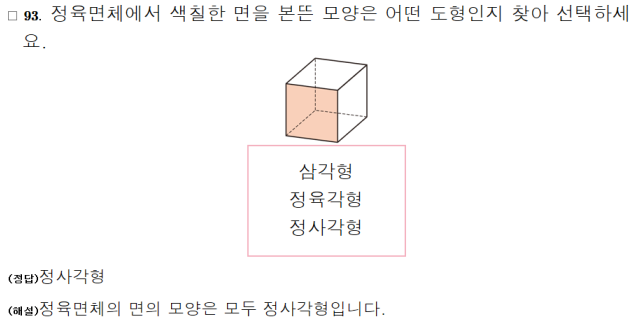 □ 93. 정육면체에서 색칠한 면을 본뜬 모양은 어떤 도형인지 찾아 선택하세
요.
삼각형
정육각형
정사각형
(정답)정사각형
(해설)정육면체의 면의 모양은 모두 정사각형입니다.